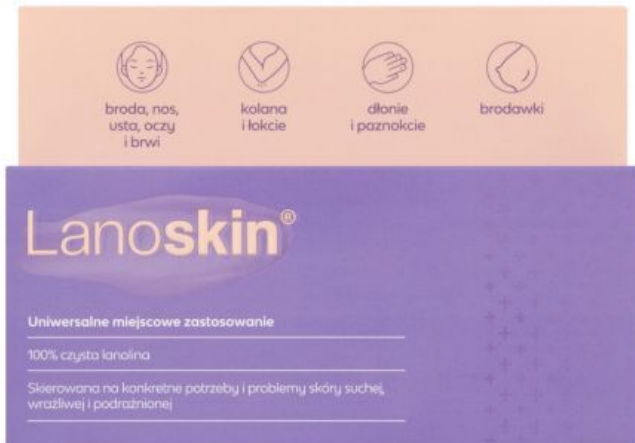 broda, nos,
usta, oczy
i brwi
kolana
i łokcie
dłonie
i paznokcie
brodawki
Lanoskin®
Uniwersalne miejscowe zastosowanie
100% czysta lanolina
Skierowana na konkretne potrzeby i problemy skóry suchej,
wrażliwej i podrażnionej